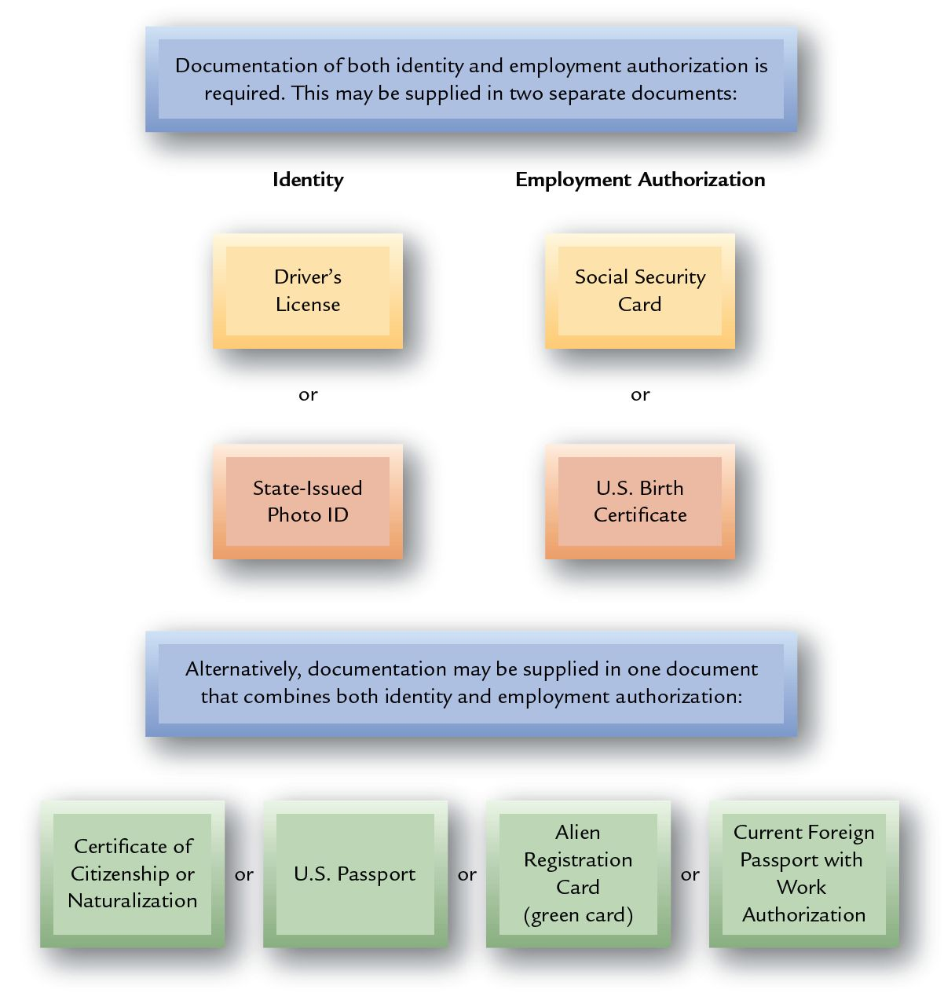 Documentation of both identity and employment authorization is
required. This may be supplied in two separate documents:
Identity
Employment Authorization
Driver’s
License
Social Security
Card
or
or
State-Issued
Photo ID
U.S. Birth
Certificate
Alternatively, documentation may be supplied in one document
that combines both identity and employment authorization:
Certificate of
Citizenship or
Naturalization
or
U.S. Passport
or
Alien
Registration
Card
(green card)
or
Current Foreign
Passport with
Work
Authorization